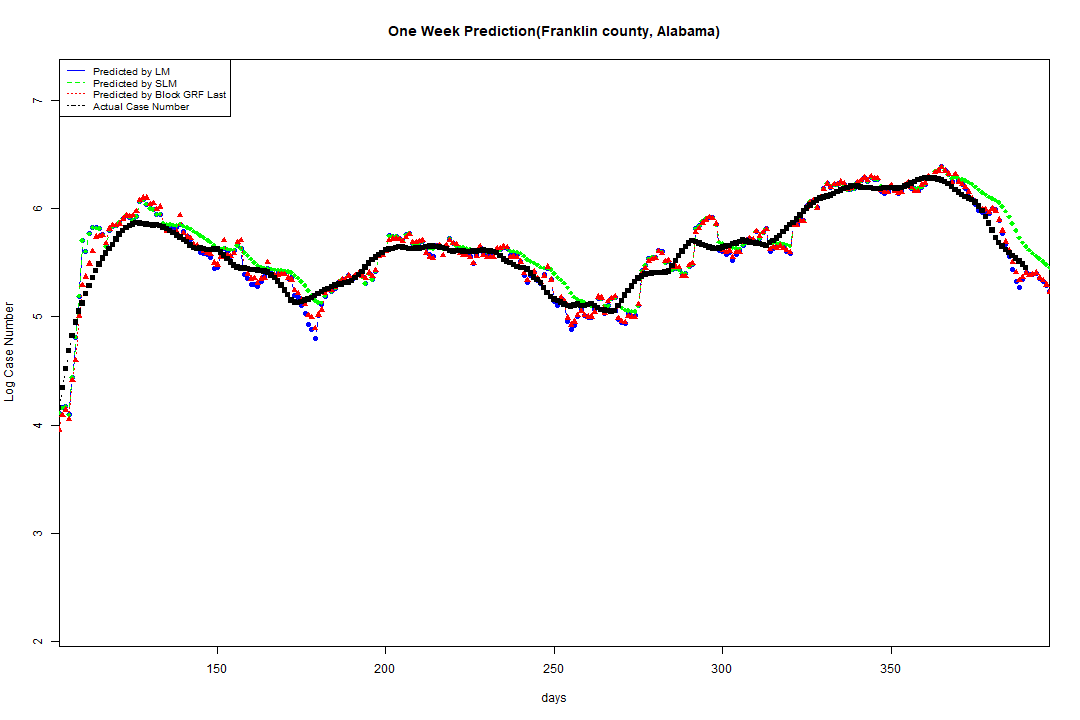 One Week Prediction(Franklin county, Alabama)
Predicted by LM
Predicted by SLM
Predicted by Block GRF Last
Actual Case Number
7
6
5
4
3
2
Log Case Number
150
200
250
300
350
days